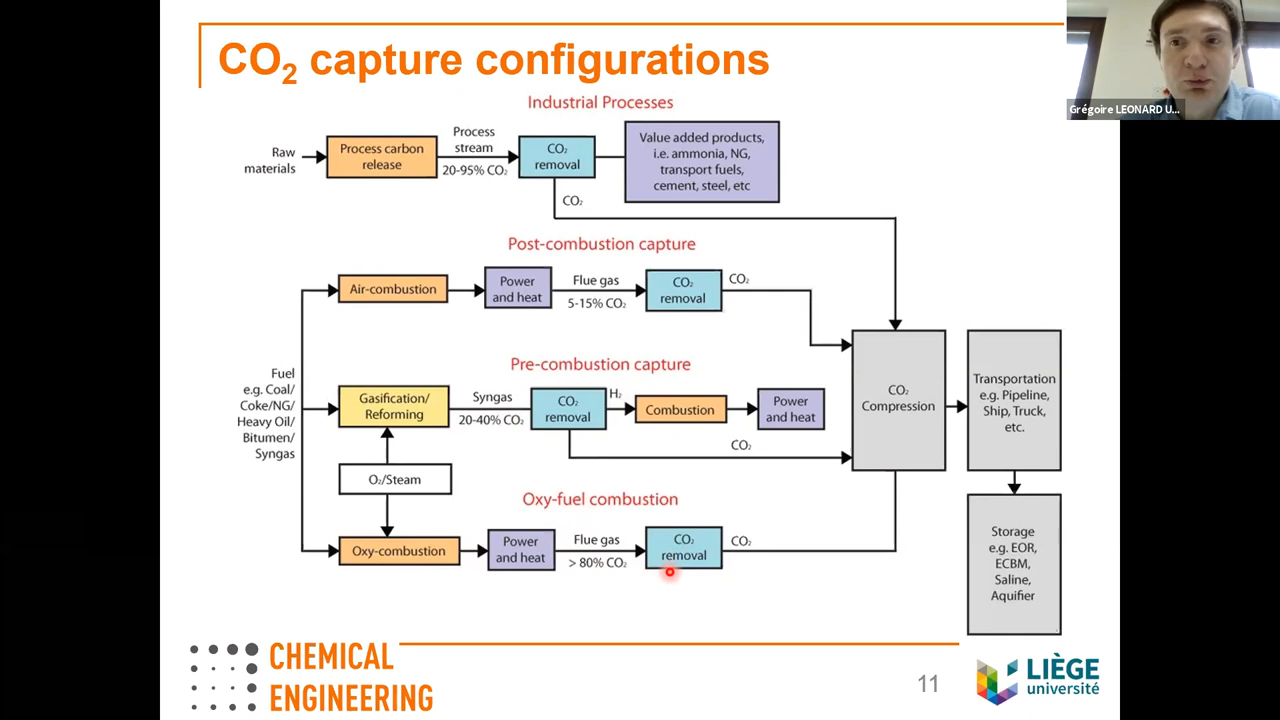 CO₂ capture configurations
Grégoire LEONARD U...
Industrial Processes
Raw
materials
Process carbon
release
Process
stream
20-95% CO₂
CO₂
removal
Value added products,
i.e. ammonia, NG,
transport fuels,
cement, steel, etc
CO₂
Post-combustion capture
Air-combustion
Power
and heat
Flue gas
5-15% CO₂
CO₂
removal
CO₂
Pre-combustion capture
Fuel
e.g. Coal/
Coke/NG/
Heavy Oil/
Bitumen/
Syngas
Gasification/
Reforming
Syngas
20-40% CO₂
CO₂
removal
H₂
Combustion
Power
and heat
CO₂
O₂/Steam
Oxy-fuel combustion
Oxy-combustion
Power
and heat
Flue gas
> 80% CO₂
CO₂
removal
CO₂
CO₂
Compression
Transportation
e.g. Pipeline,
Ship, Truck,
etc.
Storage
e.g. EOR,
ECBM,
Saline,
Aquifier
CHEMICAL
ENGINEERING
11
LIÈGE
université